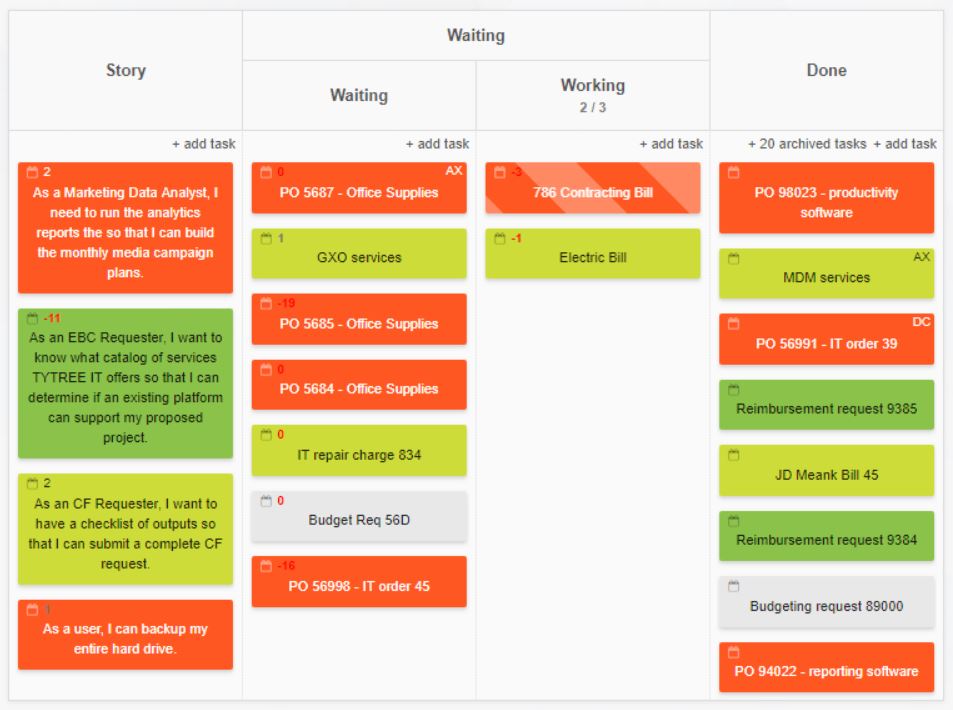 Story
Waiting
Waiting
Working
2 / 3
Done
+ add task
+ add task
+ add task
+ 20 archived tasks + add task
2
As a Marketing Data Analyst, I
need to run the analytics
reports the so that I can build
the monthly media campaign
plans.
-11
As an EBC Requester, I want to
know what catalog of services
TYTREE IT offers so that I can
determine if an existing platform
can support my proposed
project.
2
As an CF Requester, I want to
have a checklist of outputs so
that I can submit a complete CF
request.
1
As a user, I can backup my
entire hard drive.
0 AX
PO 5687 - Office Supplies
1
GXO services
-19
PO 5685 - Office Supplies
0
PO 5684 - Office Supplies
0
IT repair charge 834
0
Budget Req 56D
-16
PO 56998 - IT order 45
-3
786 Contracting Bill
-1
Electric Bill
PO 98023 - productivity
software
AX
MDM services
DC
PO 56991 - IT order 39
Reimbursement request 9385
JD Meank Bill 45
Reimbursement request 9384
Budgeting request 89000
PO 94022 - reporting software